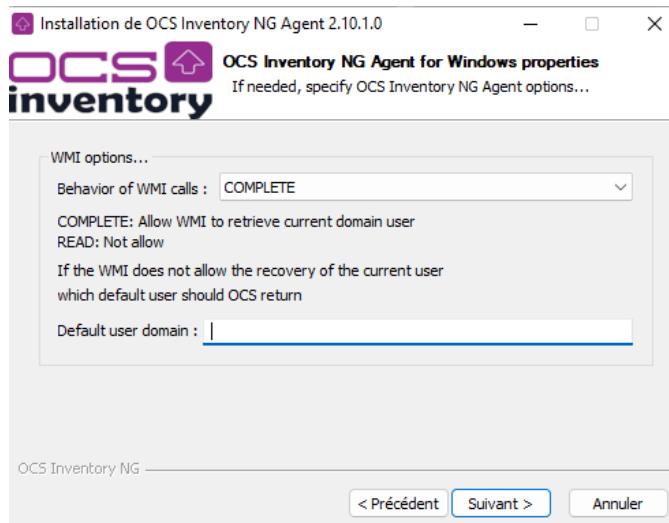 Installation de OCS Inventory NG Agent 2.10.1.0
OCS
inventory
OCS Inventory NG Agent for Windows properties
If needed, specify OCS Inventory NG Agent options...
WMI options...
Behavior of WMI calls : COMPLETE
COMPLETE: Allow WMI to retrieve current domain user
READ: Not allow
If the WMI does not allow the recovery of the current user
which default user should OCS return
Default user domain :
OCS Inventory NG
< Précédent Suivant > Annuler